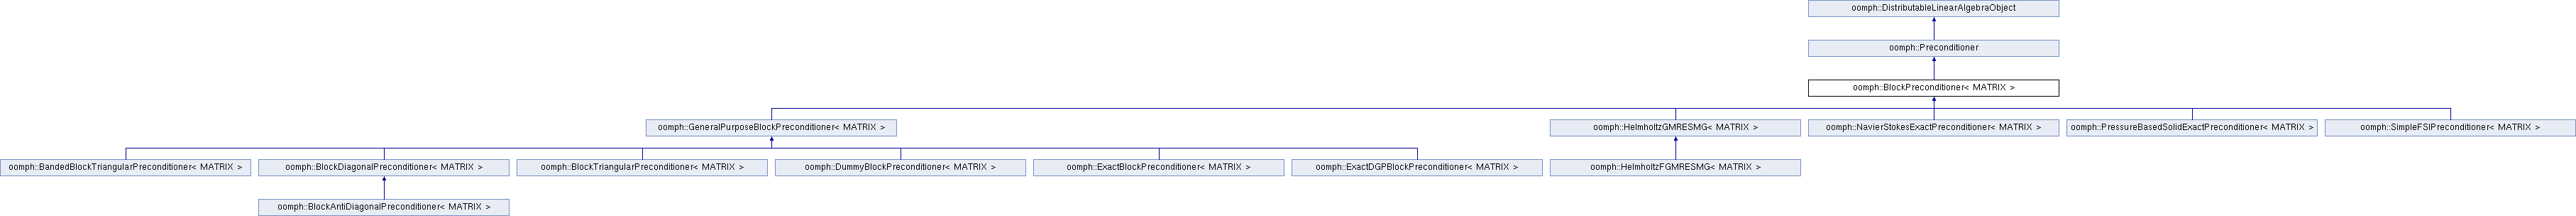 oomph::DistributableLinearAlgebraObject
oomph::Preconditioner
oomph::BlockPreconditioner< MATRIX >
oomph::GeneralPurposeBlockPreconditioner< MATRIX >
oomph::HelmholtzGMRESMG< MATRIX >
oomph::NavierStokesExactPreconditioner< MATRIX >
oomph::PressureBasedSolidExactPreconditioner< MATRIX >
oomph::SimpleFSIPreconditioner< MATRIX >
oomph::BandedBlockTriangularPreconditioner< MATRIX >
oomph::BlockDiagonalPreconditioner< MATRIX >
oomph::BlockTriangularPreconditioner< MATRIX >
oomph::DummyBlockPreconditioner< MATRIX >
oomph::ExactBlockPreconditioner< MATRIX >
oomph::ExactDGPBlockPreconditioner< MATRIX >
oomph::HelmholtzFGMRESMG< MATRIX >
oomph::BlockAntiDiagonalPreconditioner< MATRIX >